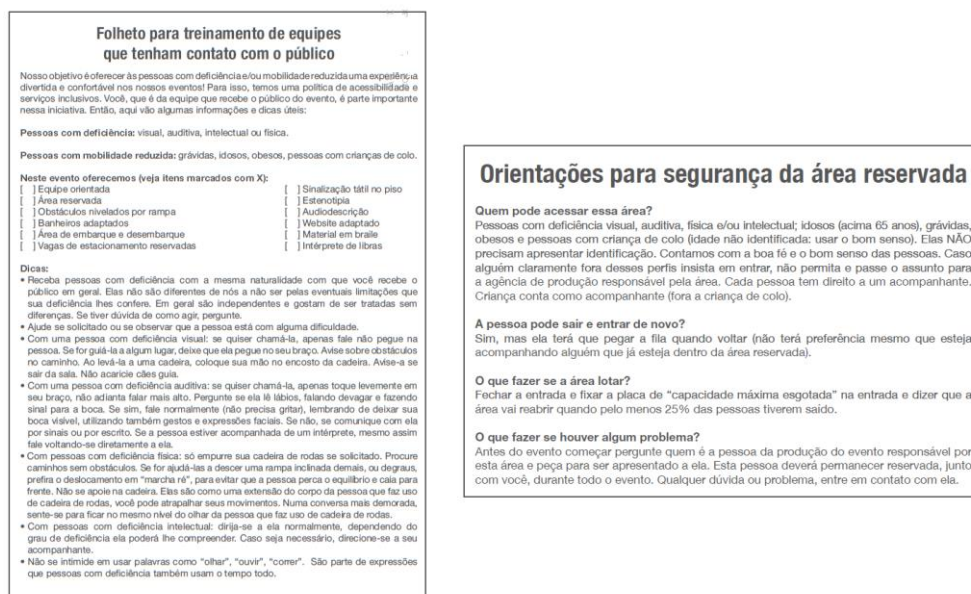 Folheto para treinamento de equipes
que tenham contato com o público
Nosso objetivo é oferecer às pessoas com deficiência e/ou mobilidade reduzida uma experiência
divertida e confortável nos nossos eventos! Para isso, temos uma política de acessibilidade e
serviços inclusivos. Você, que é da equipe que recebe o público do evento, é parte importante
nessa iniciativa. Então, aqui vão algumas informações e dicas úteis:
Pessoas com deficiência: visual, auditiva, intelectual ou física.
Pessoas com mobilidade reduzida: grávidas, idosos, obesos, pessoas com crianças de colo.
Neste evento oferecemos (veja itens marcados com X):
[ ] Equipe orientada
[ ] Área reservada
[ ] Obstáculos nivelados por rampa
[ ] Banheiros adaptados
[ ] Área de embarque e desembarque
[ ] Vagas de estacionamento reservadas
[ ] Sinalização tátil no piso
[ ] Estenotipia
[ ] Audiodescrição
[ ] Website adaptado
[ ] Material em braile
[ ] Intérprete de libras
Dicas:
• Receba pessoas com deficiência com a mesma naturalidade com que você recebe o
público em geral. Elas não são diferentes de nós a não ser pelas eventuais limitações que
sua deficiência lhes confere. Em geral são independentes e gostam de ser tratadas sem
diferenças. Se tiver dúvida de como agir, pergunte.
• Ajude se solicitado ou se observar que a pessoa está com alguma dificuldade.
• Com uma pessoa com deficiência visual: se quiser chamá-la, apenas fale não pegue na
pessoa. Se for guiá-la a algum lugar, deixe que ela pegue no seu braço. Avise sobre obstáculos
no caminho. Ao levá-la a uma cadeira, coloque sua mão no encosto da cadeira. Avise-a se
sair da sala. Não acaricie cães guia.
• Com uma pessoa com deficiência auditiva: se quiser chamá-la, apenas toque levemente em
seu braço, não adianta falar mais alto. Pergunte se ela lê lábios, falando devagar e fazendo
sinal para a boca. Se sim, fale normalmente (não precisa gritar), lembrando de deixar sua
boca visível, utilizando também gestos e expressões faciais. Se não, se comunique com ela
por sinais ou por escrito. Se a pessoa estiver acompanhada de um intérprete, mesmo assim
fale voltando-se diretamente a ela.
• Com pessoas com deficiência física: só empurre sua cadeira de rodas se solicitado. Procure
caminhos sem obstáculos. Se for ajudá-las a descer uma rampa inclinada demais, ou degraus,
prefira o deslocamento em “marcha ré”, para evitar que a pessoa perca o equilíbrio e caia para
frente. Não se apoie na cadeira. Elas são como uma extensão do corpo da pessoa que faz uso
de cadeira de rodas, você pode atrapalhar seus movimentos. Numa conversa mais demorada,
sente-se para ficar no mesmo nível do olhar da pessoa que faz uso de cadeira de rodas.
• Com pessoas com deficiência intelectual: dirija-se a ela normalmente, dependendo do
grau de deficiência ela poderá lhe compreender. Caso seja necessário, direcione-se a seu
acompanhante.
• Não se intimide em usar palavras como “olhar”, “ouvir”, “correr”. São parte de expressões
que pessoas com deficiência também usam o tempo todo.
Orientações para segurança da área reservada
Quem pode acessar essa área?
Pessoas com deficiência visual, auditiva, física e/ou intelectual; idosos (acima 65 anos), grávidas,
obesos e pessoas com criança de colo (idade não identificada: usar o bom senso). Elas NÃO
precisam apresentar identificação. Contamos com a boa fé e o bom senso das pessoas. Caso
alguém claramente fora desses perfis insista em entrar, não permita e passe o assunto para
a agência de produção responsável pela área. Cada pessoa tem direito a um acompanhante.
Criança conta como acompanhante (fora a criança de colo).
A pessoa pode sair e entrar de novo?
Sim, mas ela terá que pegar a fila quando voltar (não terá preferência mesmo que esteja
acompanhando alguém que já esteja dentro da área reservada).
O que fazer se a área lotar?
Fechar a entrada e fixar a placa de “capacidade máxima esgotada” na entrada e dizer que a
área vai reabrir quando pelo menos 25% das pessoas tiverem saído.
O que fazer se houver algum problema?
Antes do evento começar pergunte quem é a pessoa da produção do evento responsável por
esta área e peça para ser apresentado a ela. Esta pessoa deverá permanecer reservada, junto
com você, durante todo o evento. Qualquer dúvida ou problema, entre em contato com ela.